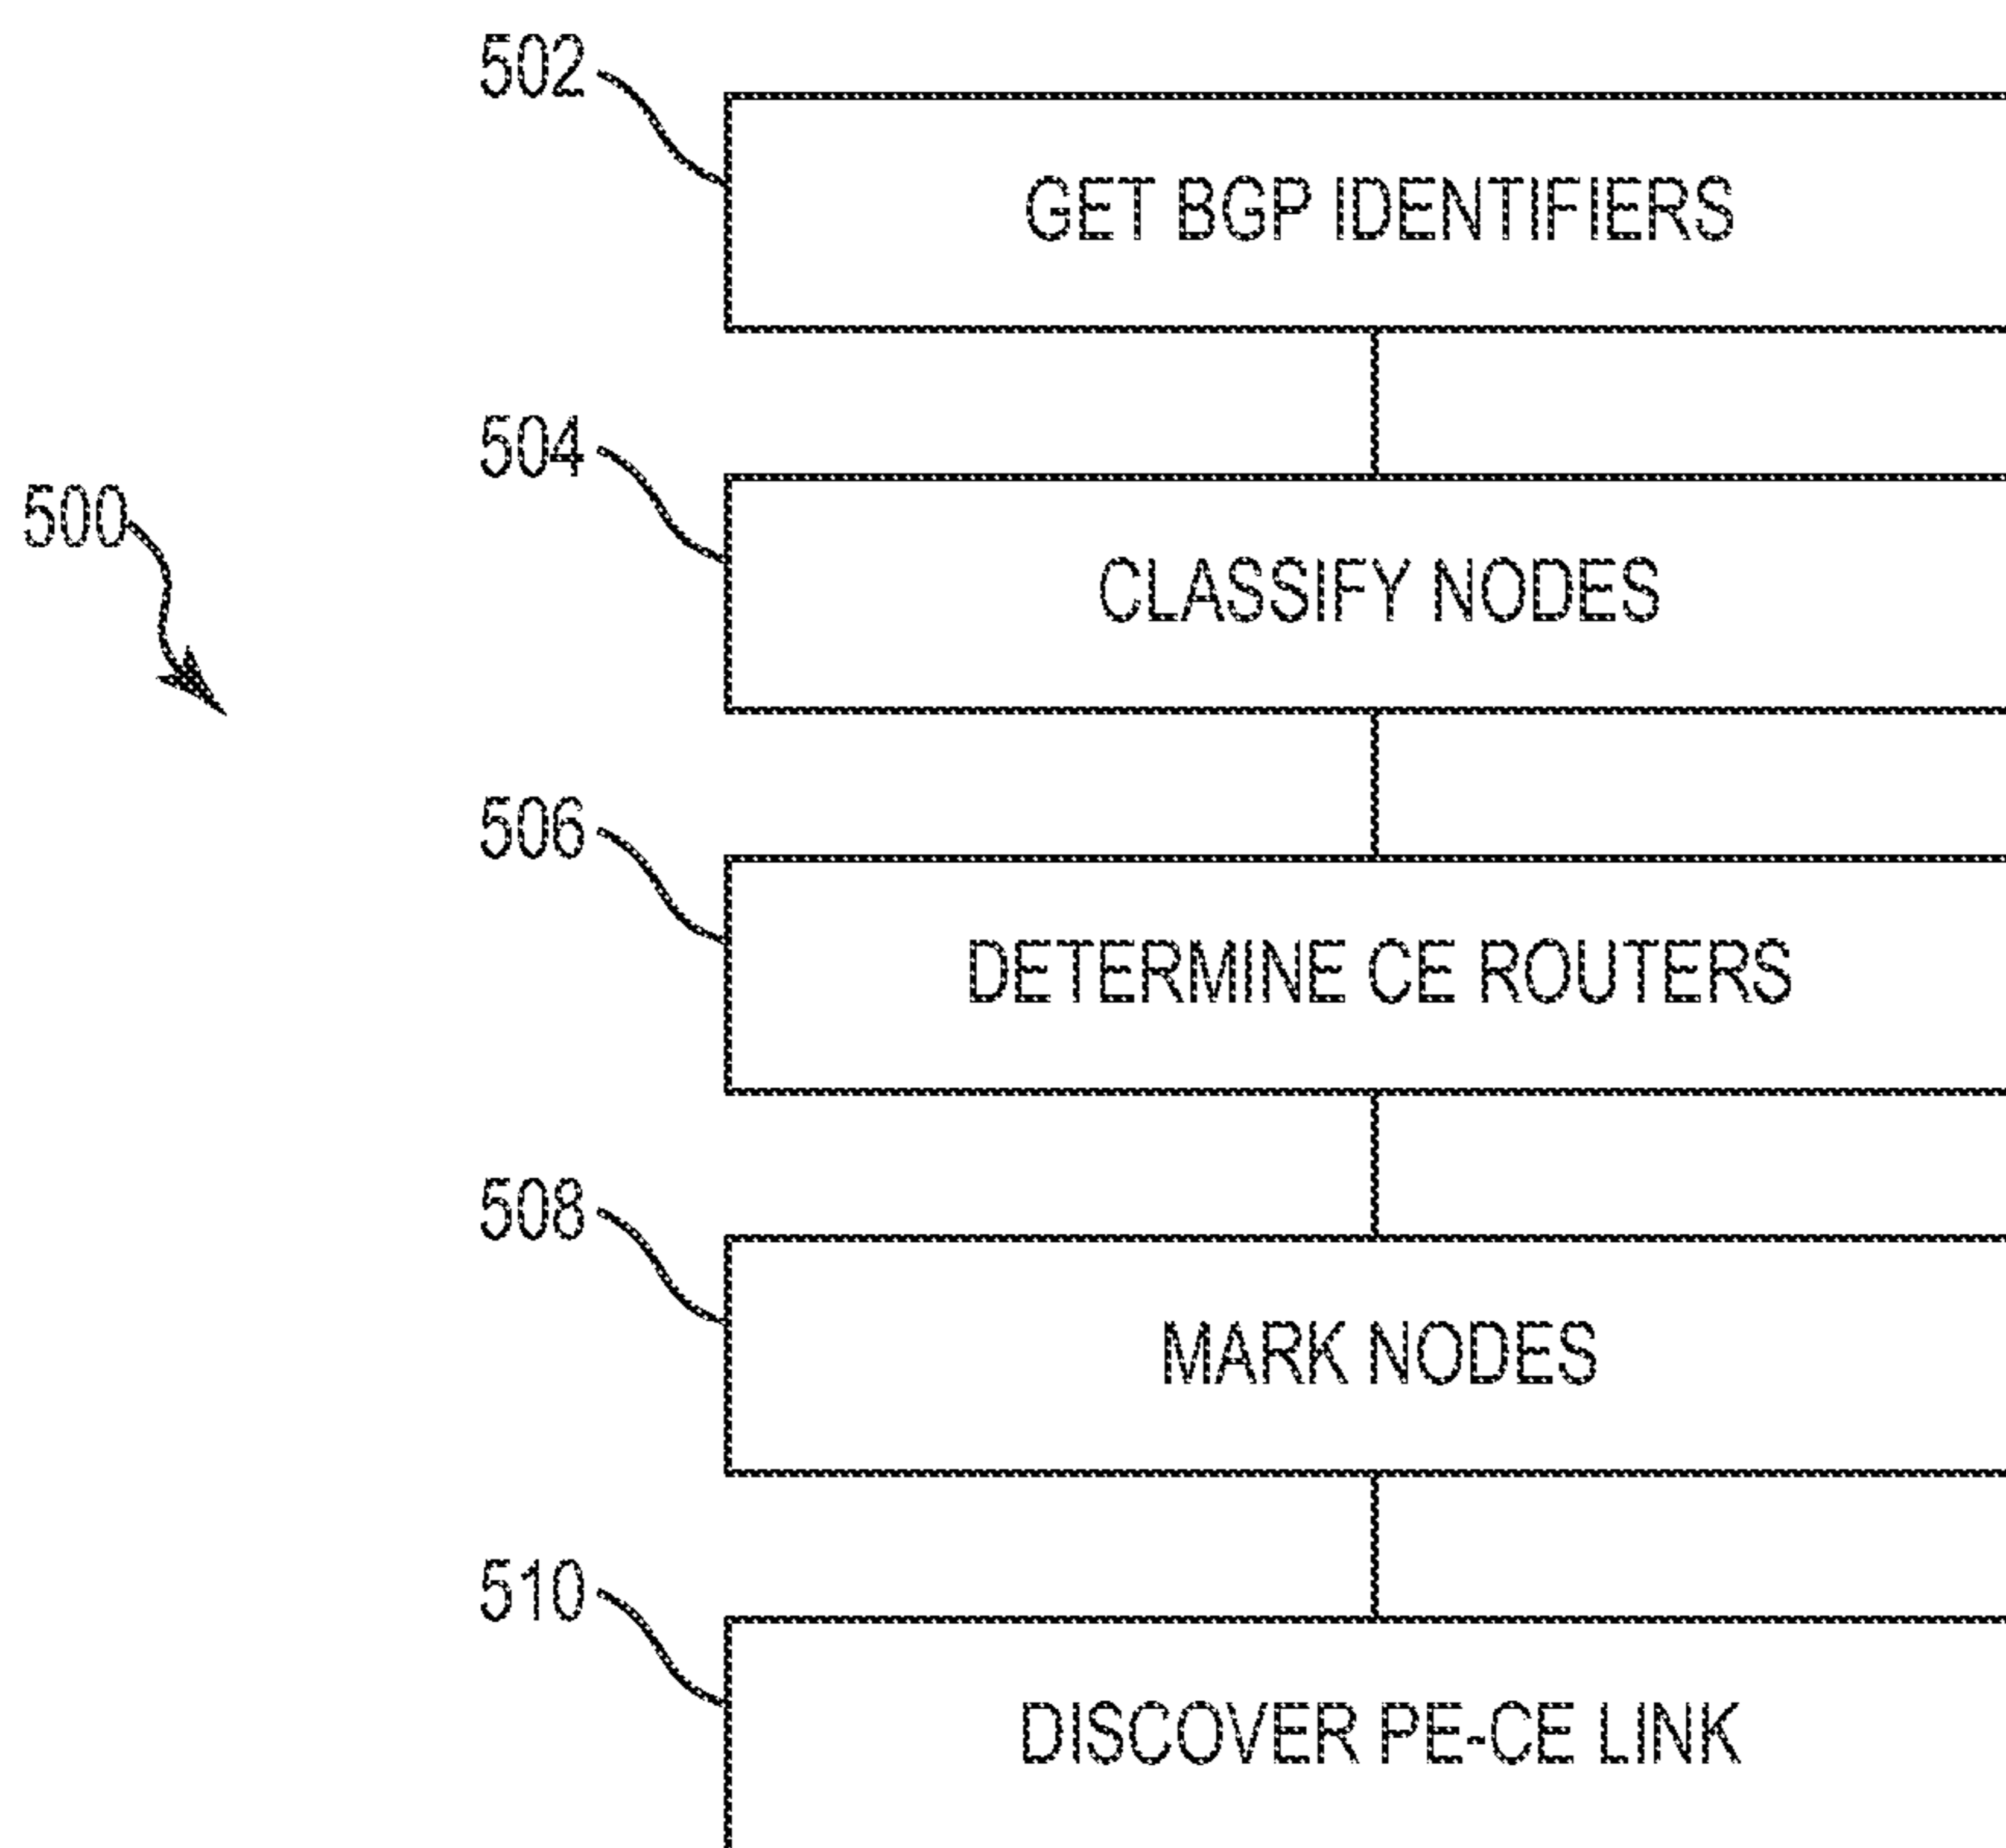 502
GET BGP IDENTIFIERS
504
500
CLASSIFY NODES
506
DETERMINE CE ROUTERS
508
MARK NODES
510
DISCOVER PE-CE LINK